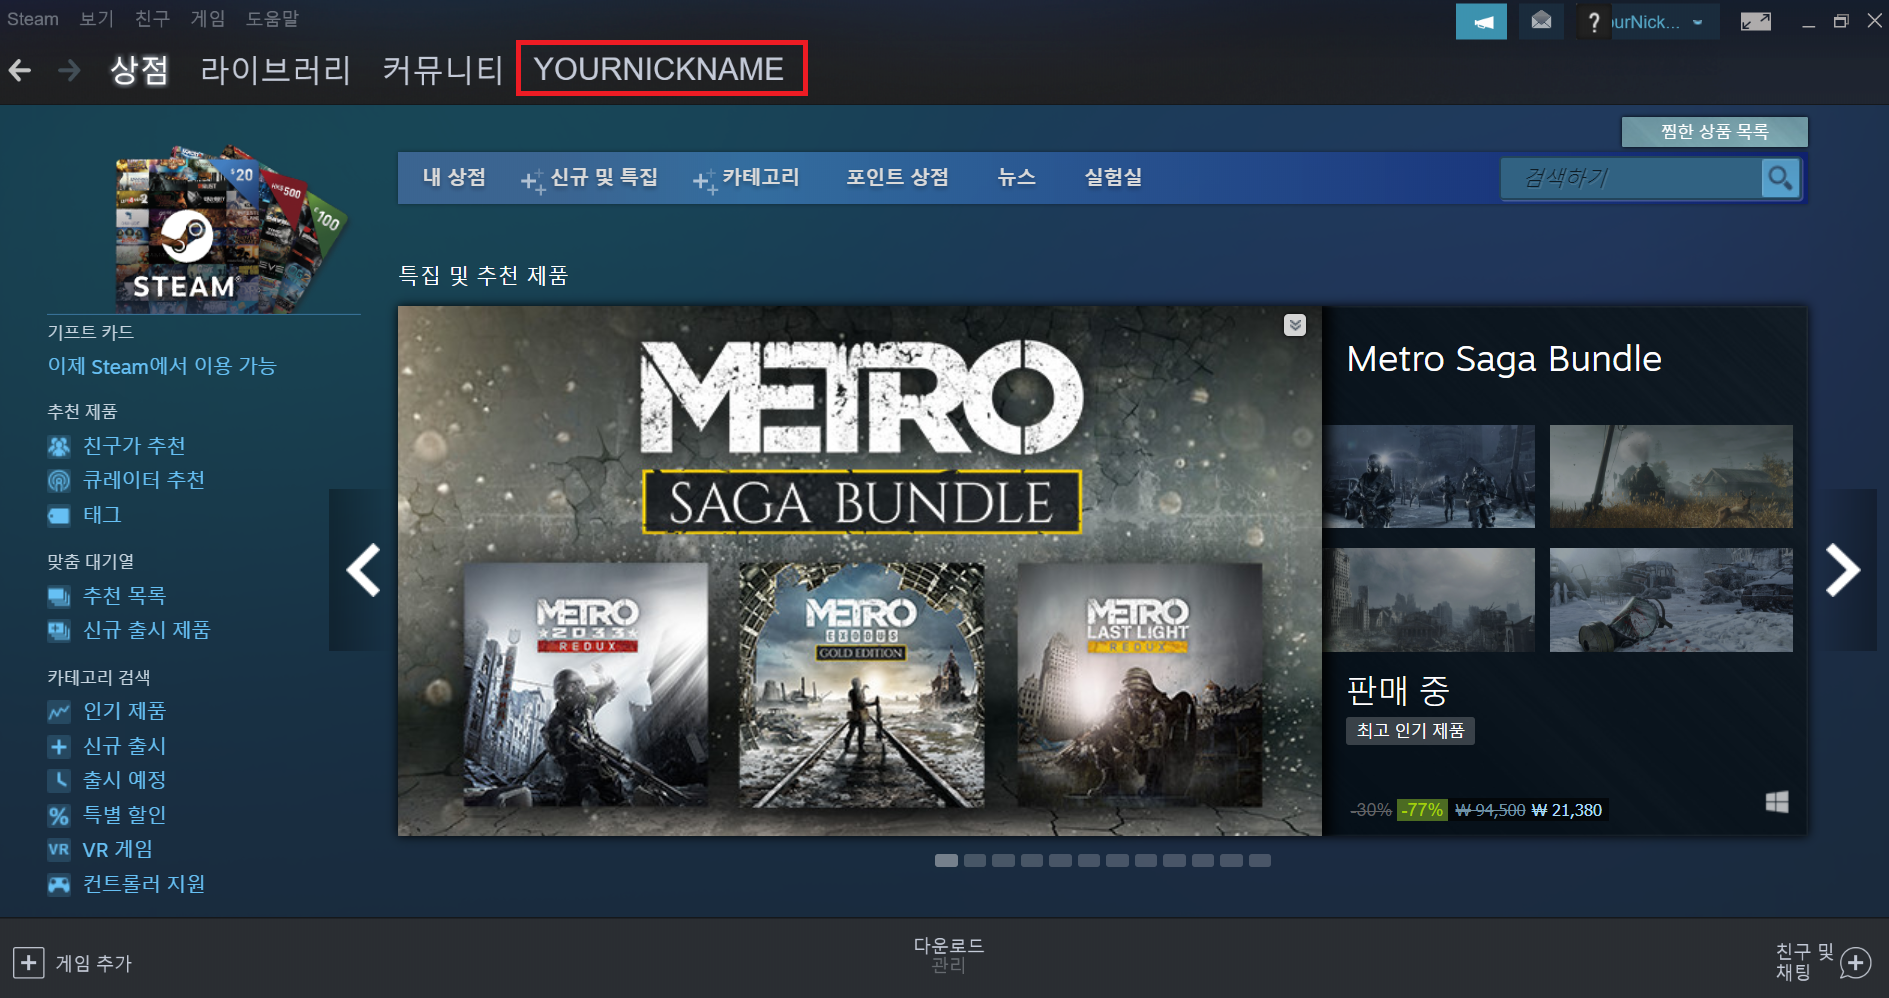 Steam 보기 친구 게임 도움말
? ourNick...
상점 라이브러리 커뮤니티 YOURNICKNAME
찜한 상품 목록
내 상점 신규 및 특집 카테고리 포인트 상점 뉴스 실험실 검색하기
$20
HK$ 500
€100
STEAM
기프트 카드
이제 Steam에서 이용 가능
추천 제품
친구가 추천
큐레이터 추천
태그
맞춤 대기열
추천 목록
신규 출시 제품
카테고리 검색
인기 제품
신규 출시
출시 예정
% 특별 할인
VR VR 게임
컨트롤러 지원
특집 및 추천 제품
METRO
SAGA BUNDLE
METRO
2033
REDUX
METRO
EXODUS
GOLD EDITION
METRO
LAST LIGHT
REDUX
Metro Saga Bundle
판매 중
최고 인기 제품
-30% -77% ₩ 94,500 ₩ 21,380
게임 추가
다운로드
관리
친구 및
채팅